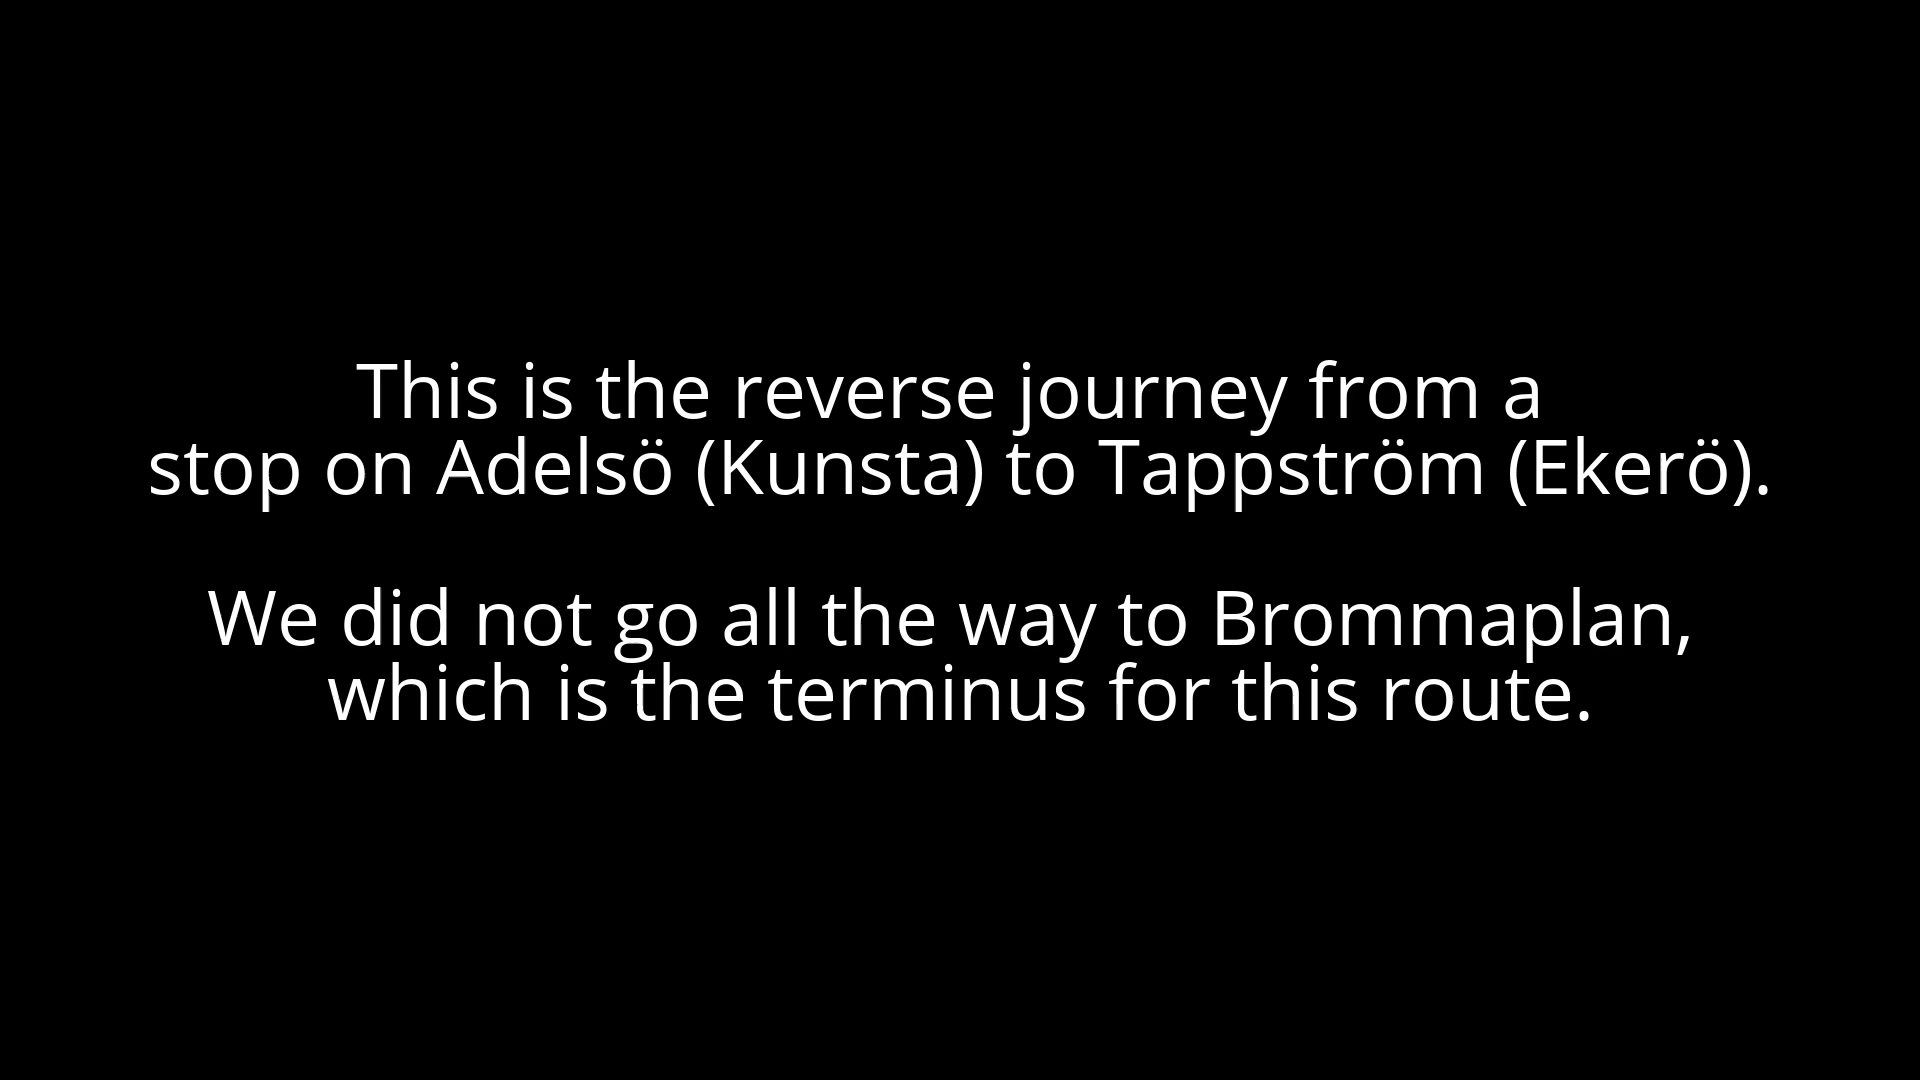 This is the reverse journey from a
stop on Adelsö (Kunsta) to Tappström (Ekerö).
We did not go all the way to Brommaplan,
which is the terminus for this route.